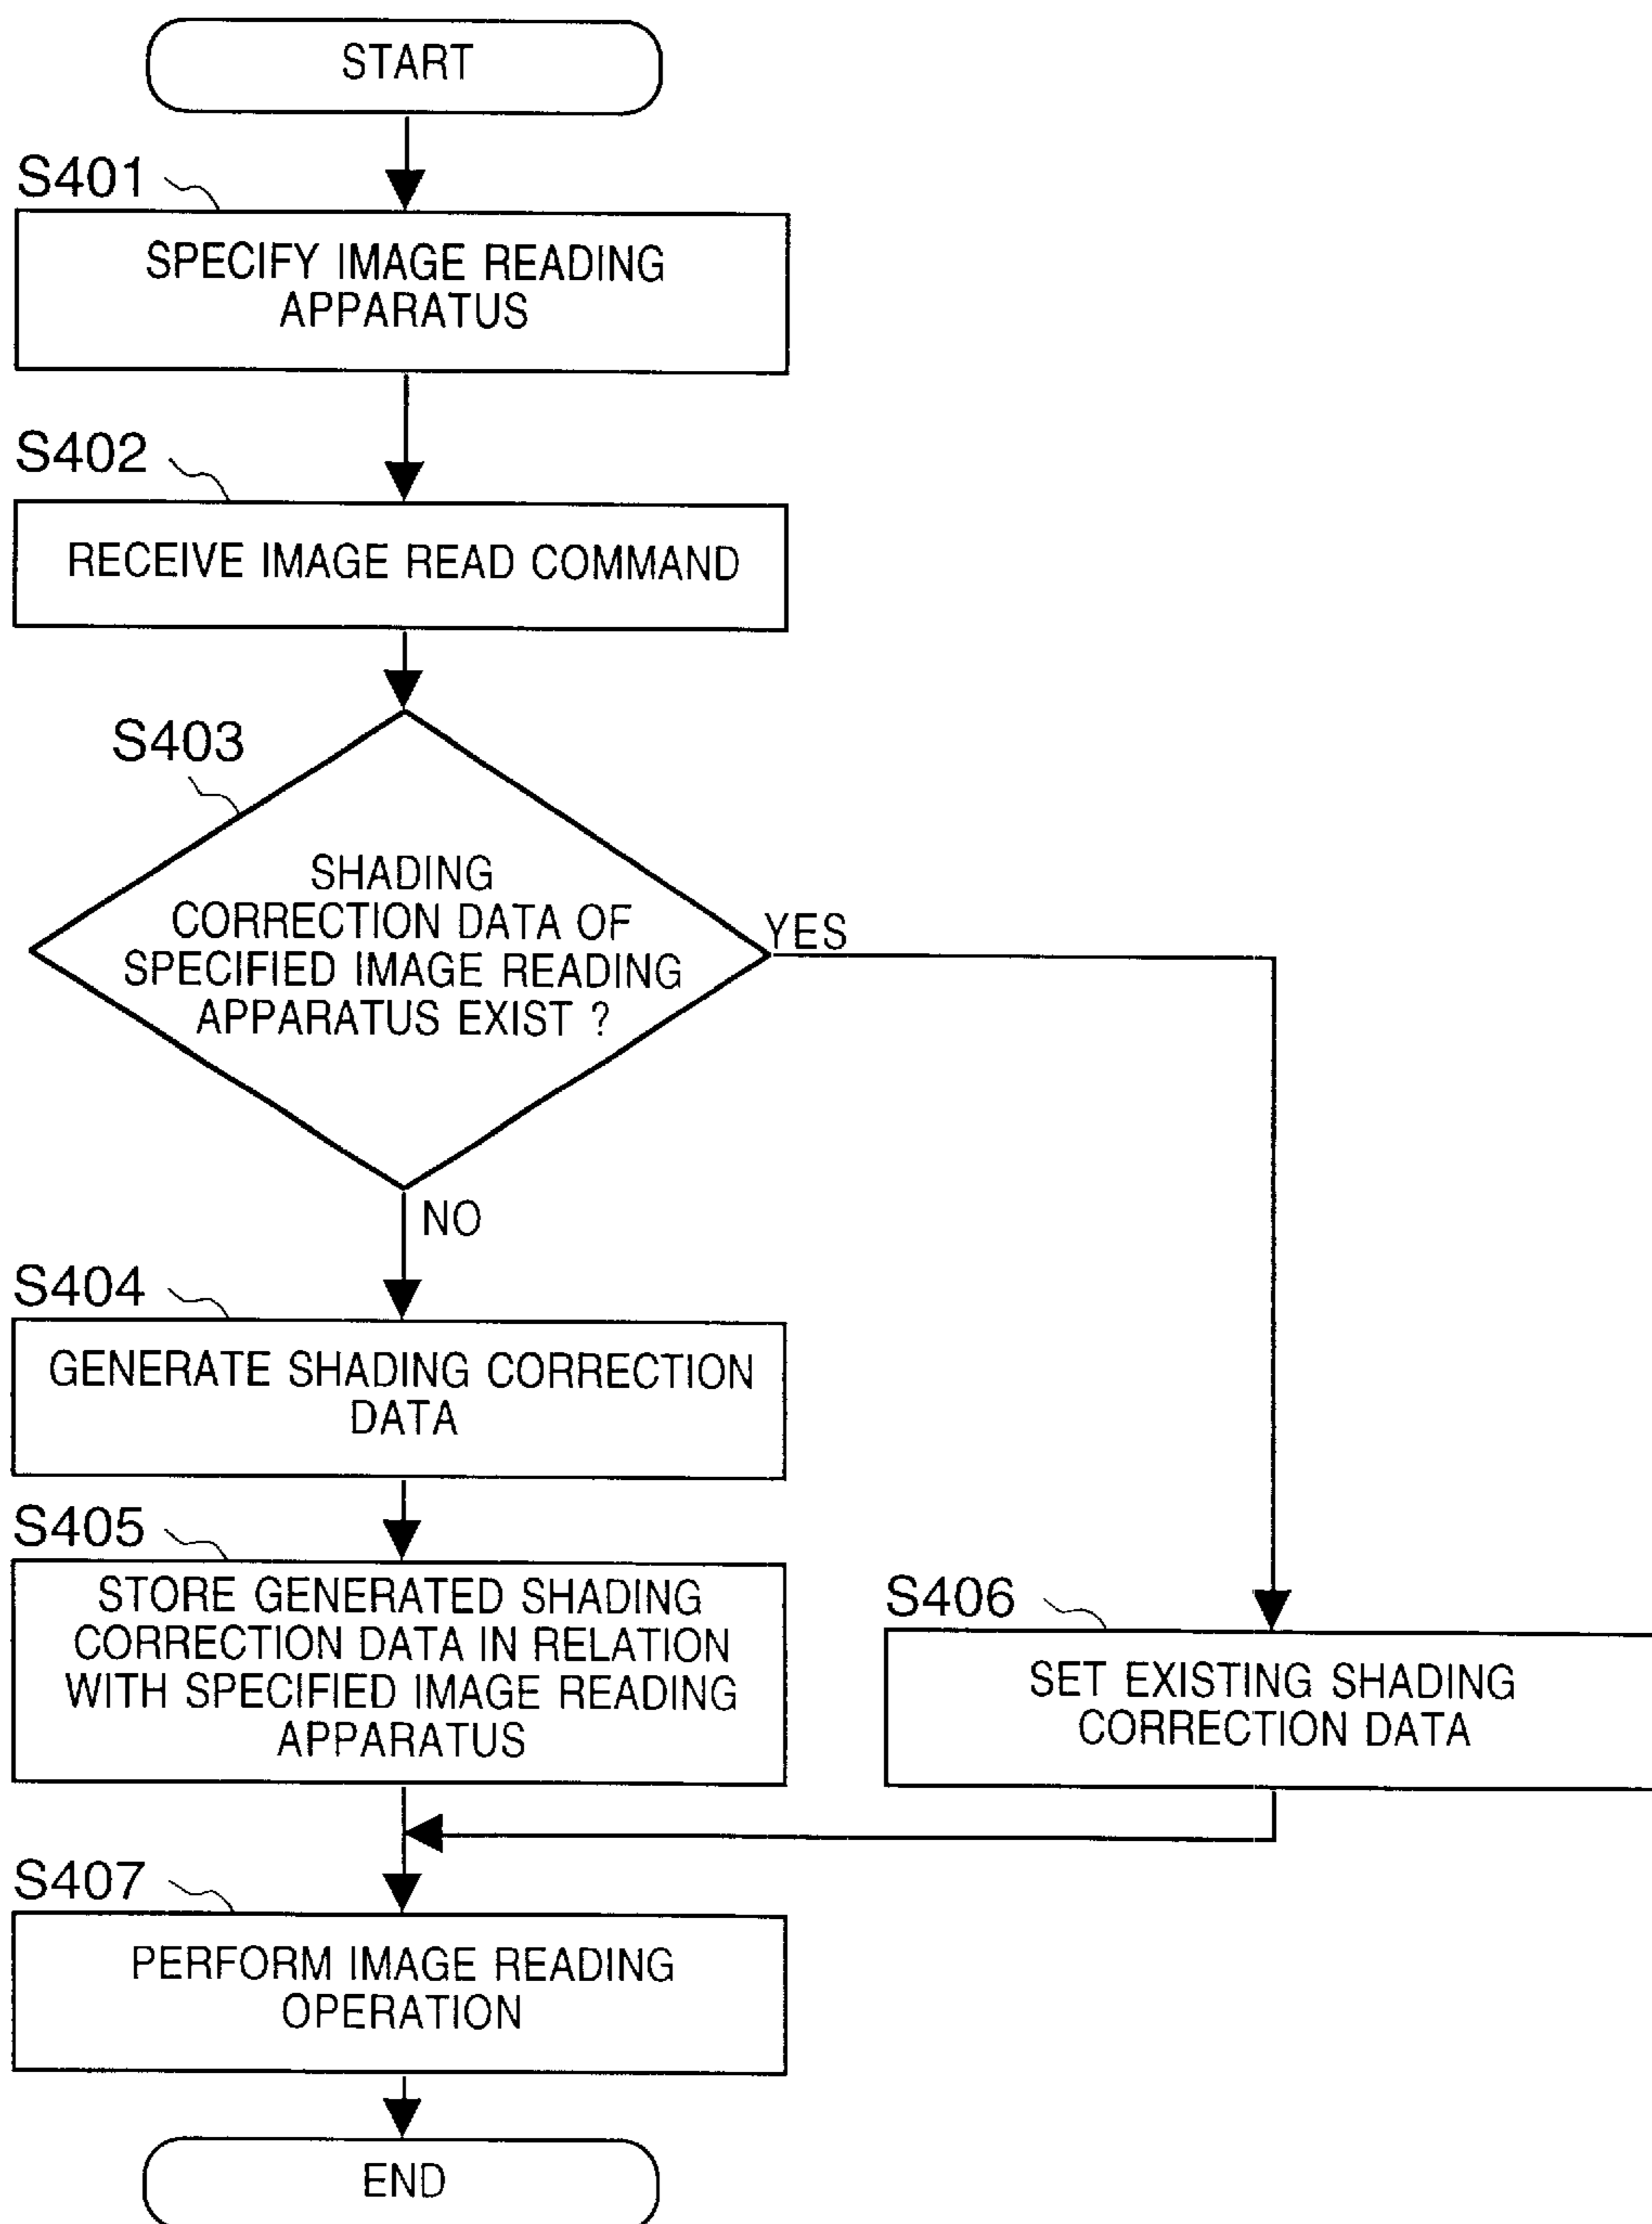 START
S401
SPECIFY IMAGE READING
APPARATUS
S402
RECEIVE IMAGE READ COMMAND
S403
SHADING
CORRECTION DATA OF
SPECIFIED IMAGE READING
APPARATUS EXIST ?
YES
NO
S404
GENERATE SHADING CORRECTION
DATA
S405
STORE GENERATED SHADING
CORRECTION DATA IN RELATION
WITH SPECIFIED IMAGE READING
APPARATUS
S406
SET EXISTING SHADING
CORRECTION DATA
S407
PERFORM IMAGE READING
OPERATION
END